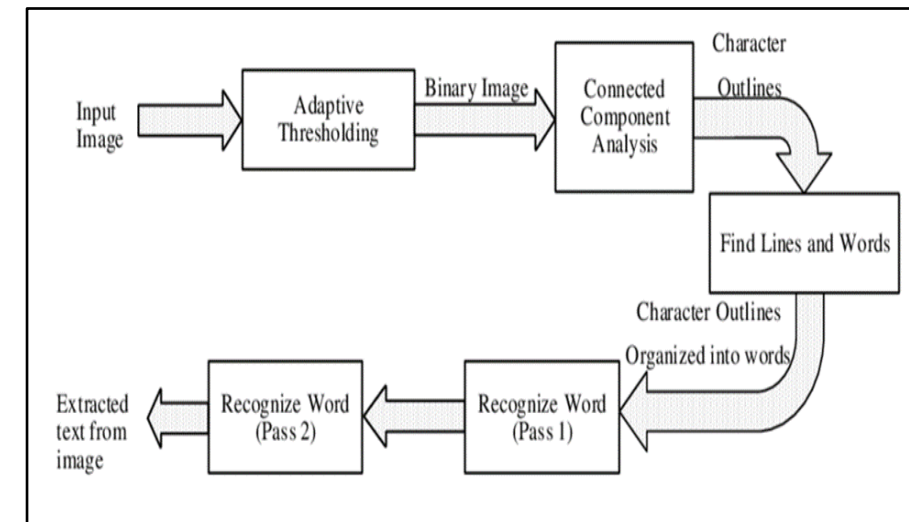 Input
Image
Adaptive
Thresholding
Binary Image
Connected
Component
Analysis
Character
Outlines
Find Lines and Words
Character Outlines
Organized into words
Recognize Word
(Pass 1)
Recognize Word
(Pass 2)
Extracted
text from
image